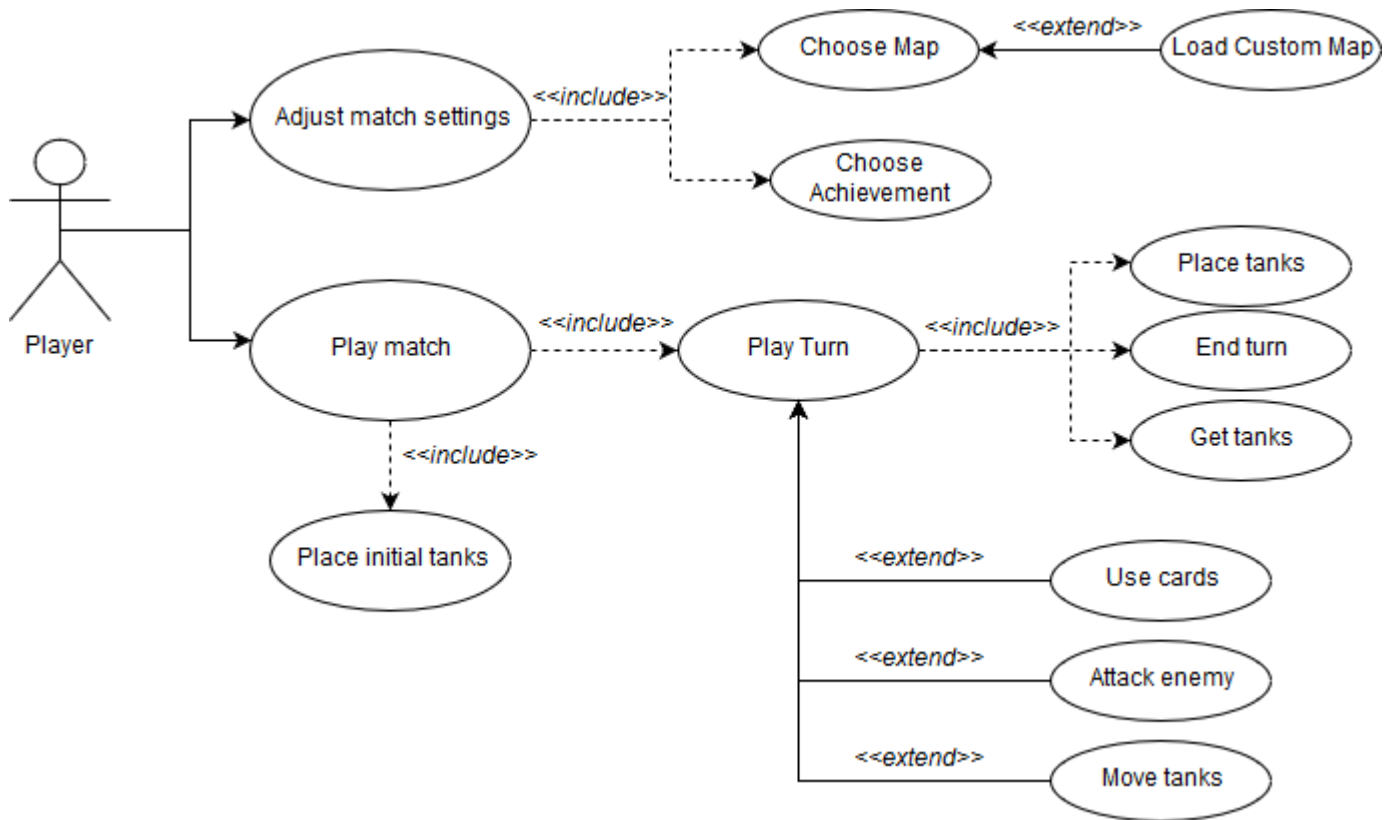 <<extend>>
Choose Map
Load Custom Map
<<include>>
Adjust match settings
Choose
Achievement
Place tanks
<<include>>
<<include>>
Player
Play match
Play Turn
End turn
Get tanks
<<include>>
Place initial tanks
<<extend>>
Use cards
<<extend>>
Attack enemy
<<extend>>
Move tanks